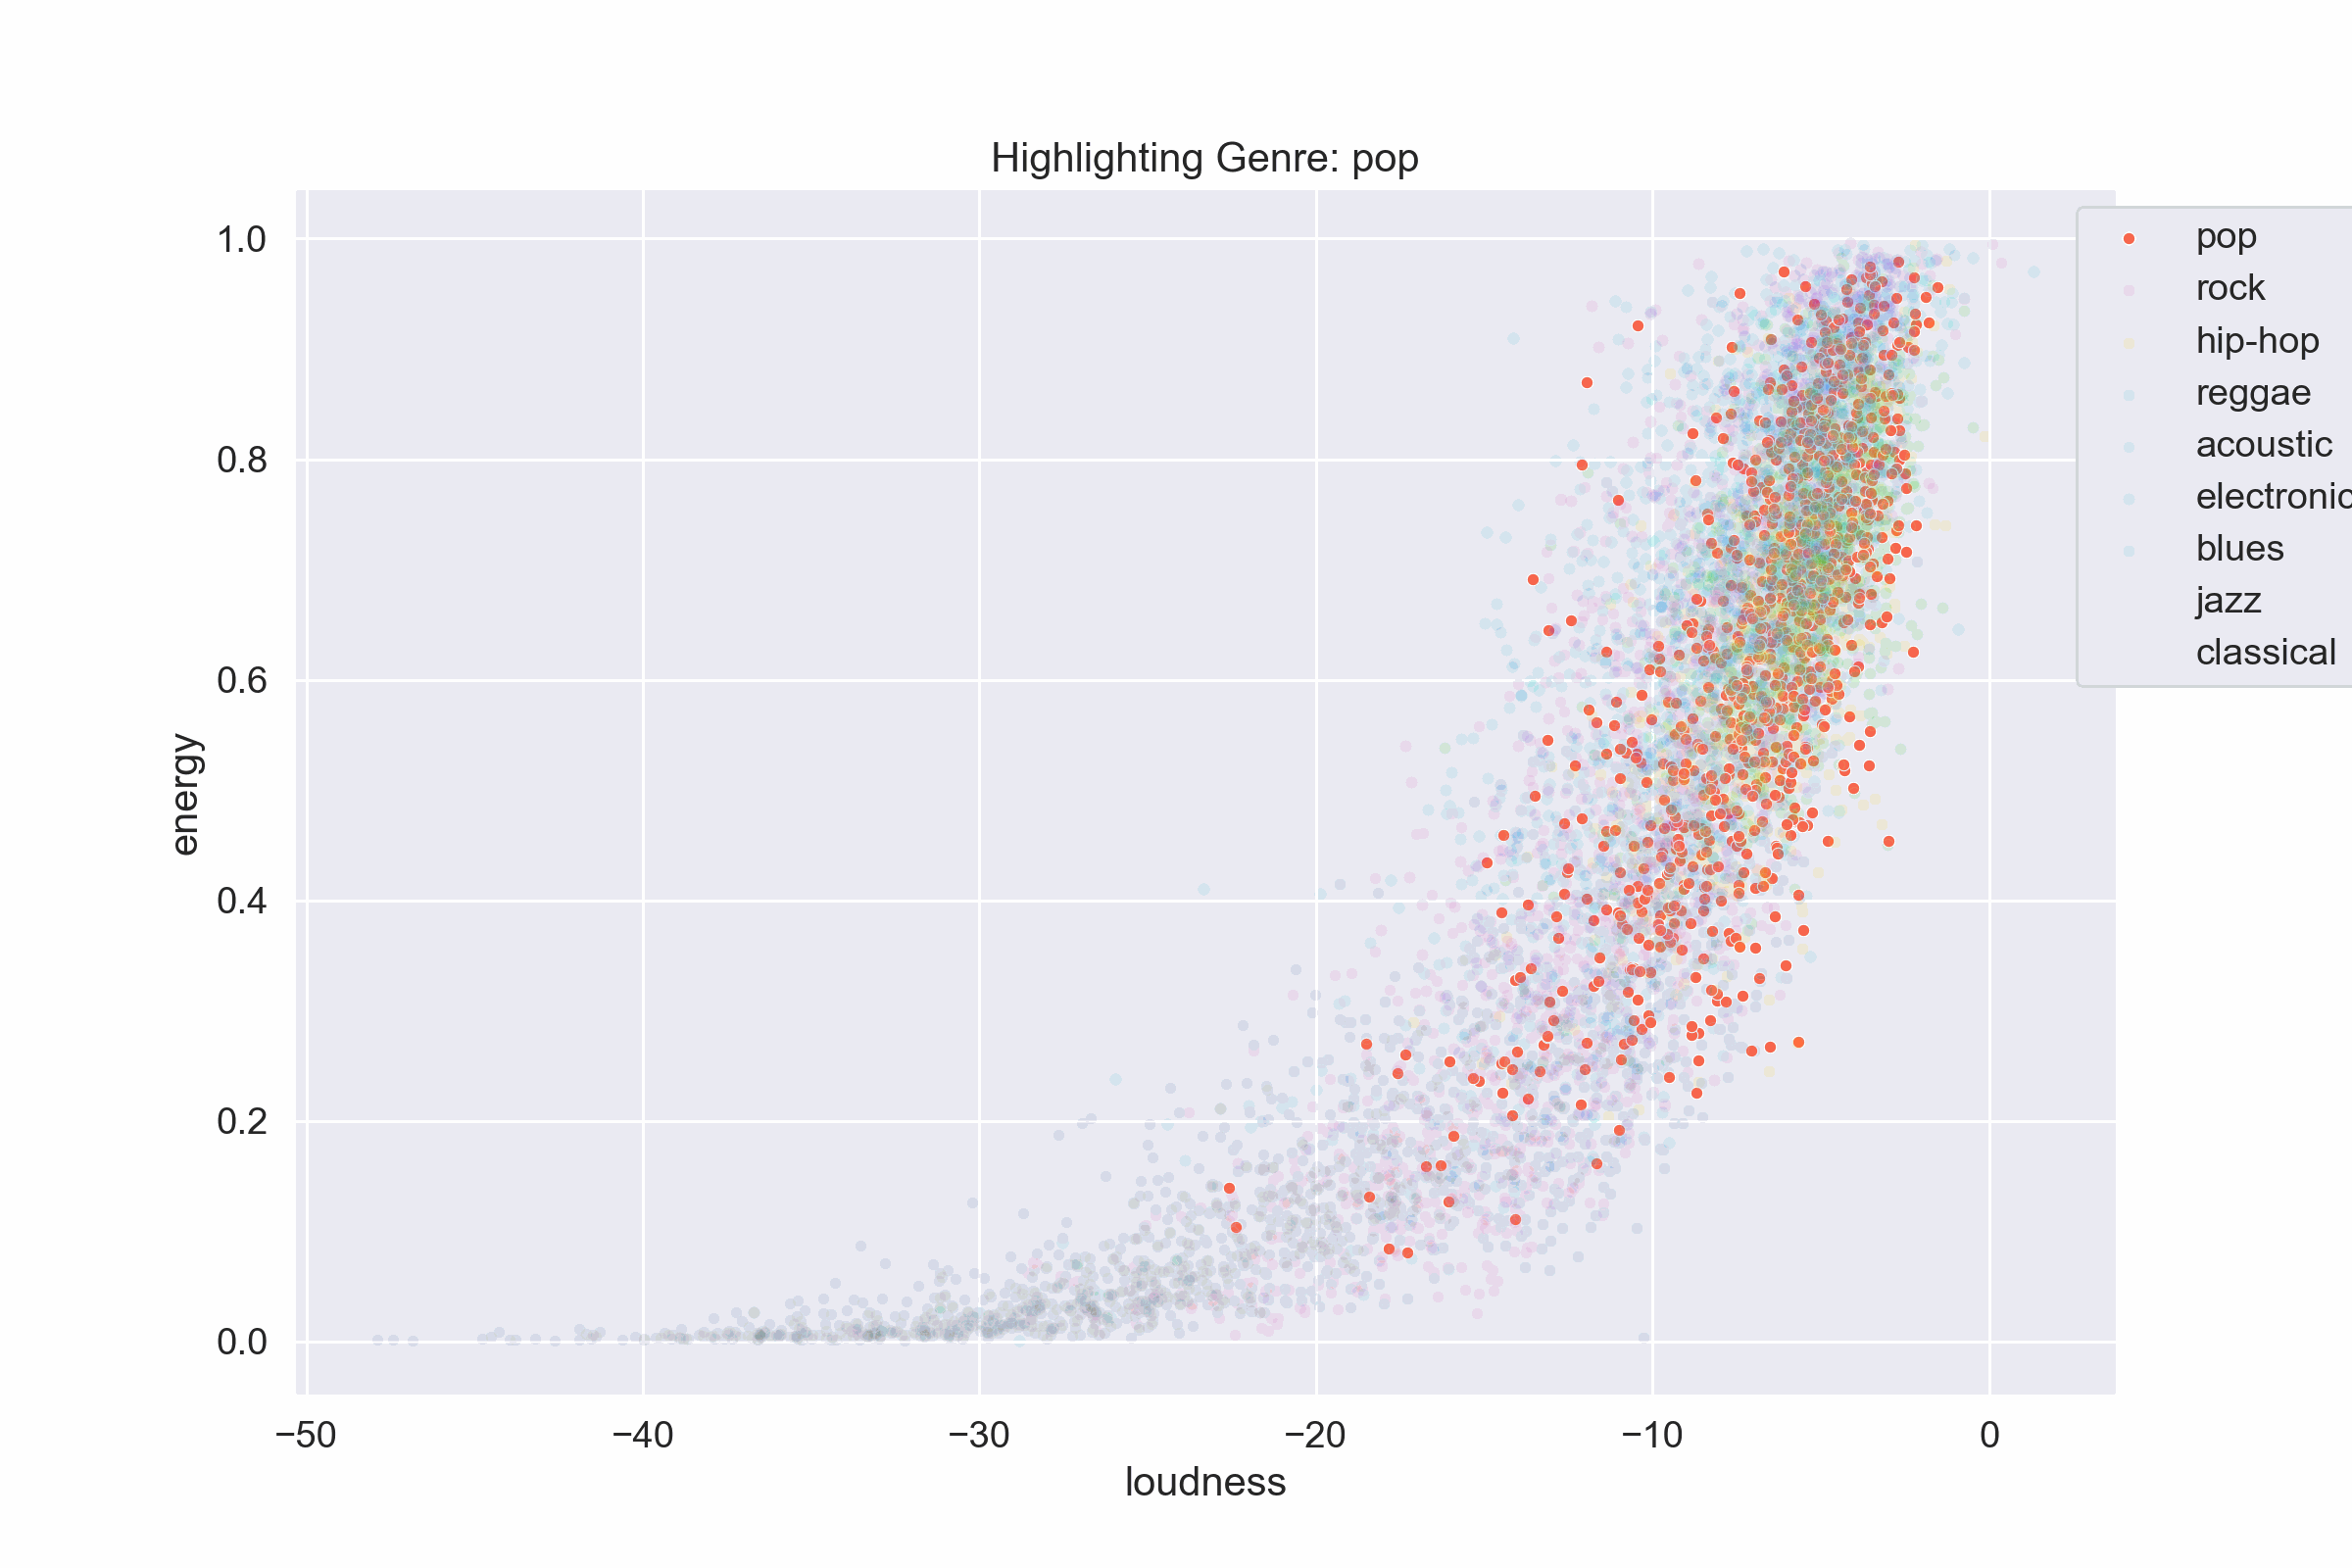 Highlighting Genre: pop
1.0
0.8
0.6
0.4
0.2
0.0
energy
−50
−40
−30
−20
−10
0
loudness
pop
rock
hip-hop
reggae
acoustic
electronic
blues
jazz
classical